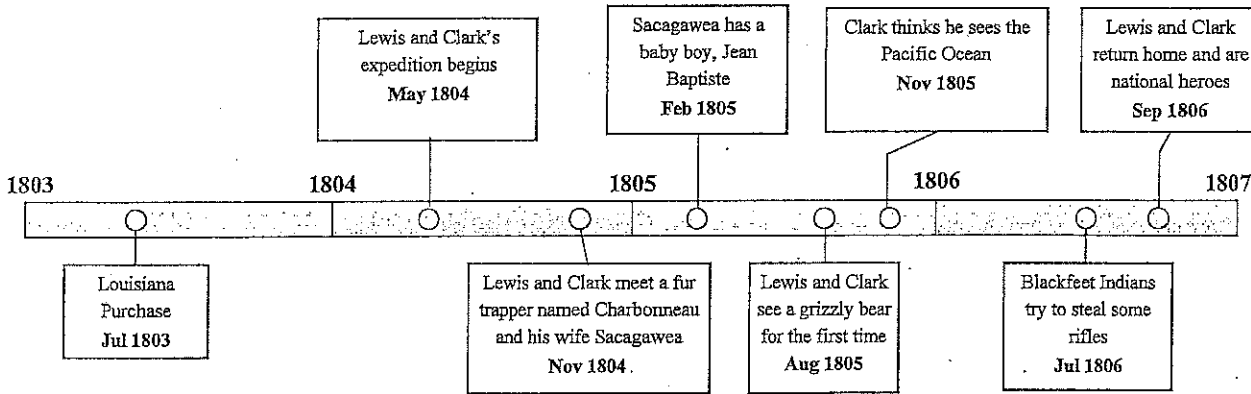 Lewis and Clark's
expedition begins
May 1804
Sacagawea has a
baby boy, Jean
Baptiste
Feb 1805
Clark thinks he sees the
Pacific Ocean
Nov 1805
Lewis and Clark
return home and are
national heroes
Sep 1806
1803
1804
1805
1806
1807
Louisiana
Purchase
Jul 1803
Lewis and Clark meet a fur
trapper named Charbonneau
and his wife Sacagawea
Nov 1804
Lewis and Clark
see a grizzly bear
for the first time
Aug 1805
Blackfeet Indians
try to steal some
rifles
Jul 1806